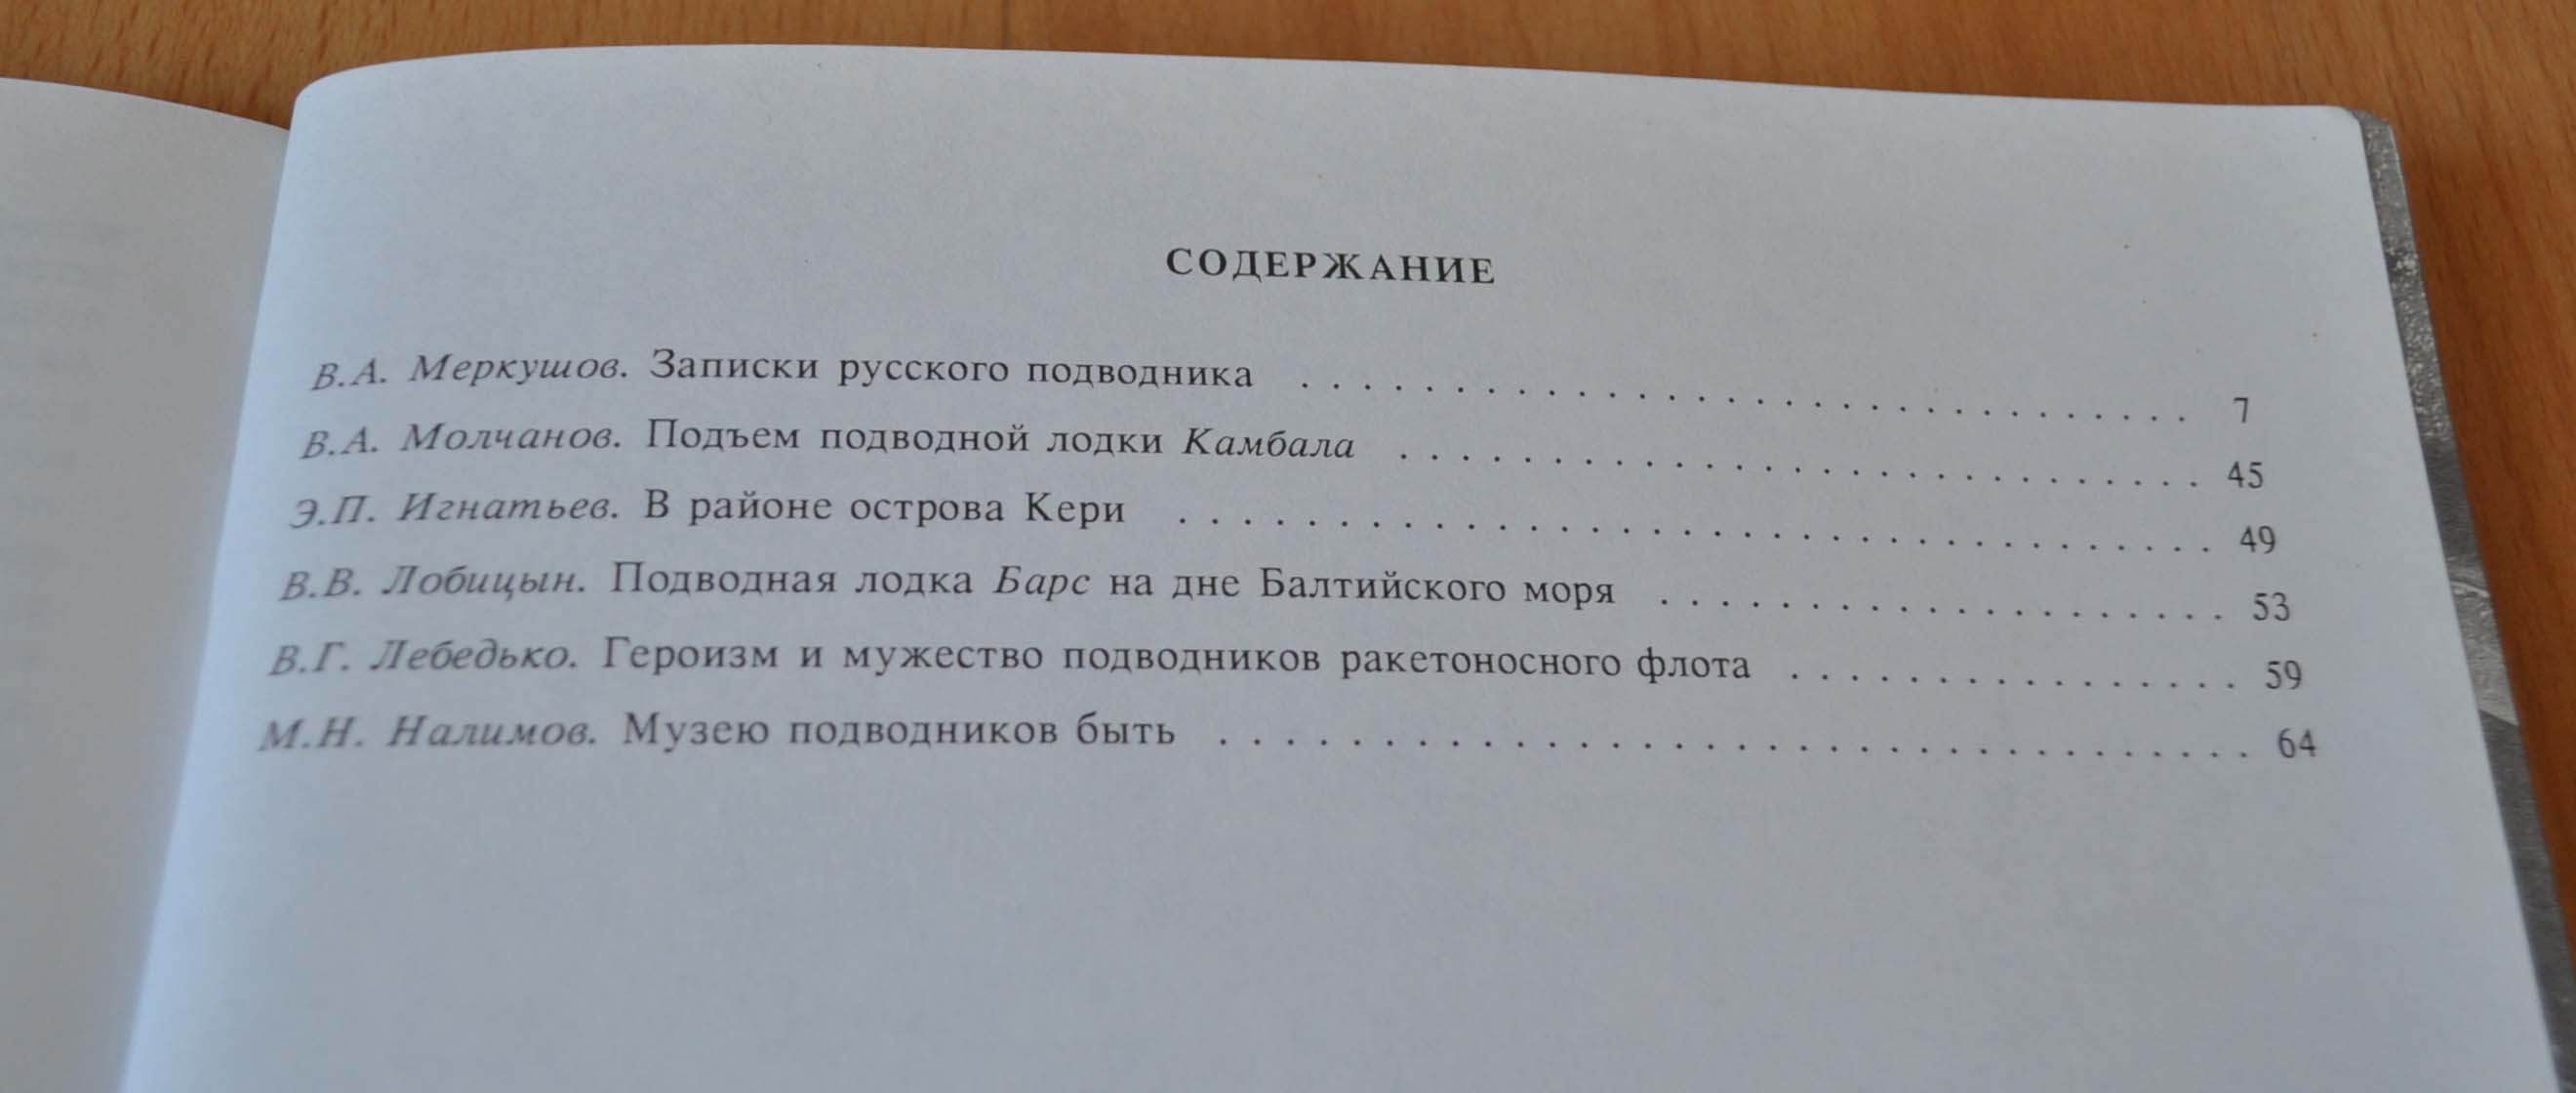 СОДЕРЖАНИЕ
В.А. Меркушов. Записки русского подводника . . . . . . . . . . . . . . . . . . . . . . . . . . . . . . 7
В.А. Молчанов. Подъем подводной лодки Камбала . . . . . . . . . . . . . . . . . . . . . . . . . . . 45
Э.П. Игнатьев. В районе острова Кери . . . . . . . . . . . . . . . . . . . . . . . . . . . . . . . . . . 49
В.В. Лобицын. Подводная лодка Барс на дне Балтийского моря . . . . . . . . . . . . . . . . . . . 53
В.Г. Лебедько. Героизм и мужество подводников ракетоносного флота . . . . . . . . . . . . . . . . 59
М.Н. Налимов. Музею подводников быть . . . . . . . . . . . . . . . . . . . . . . . . . . . . . . . . . 64